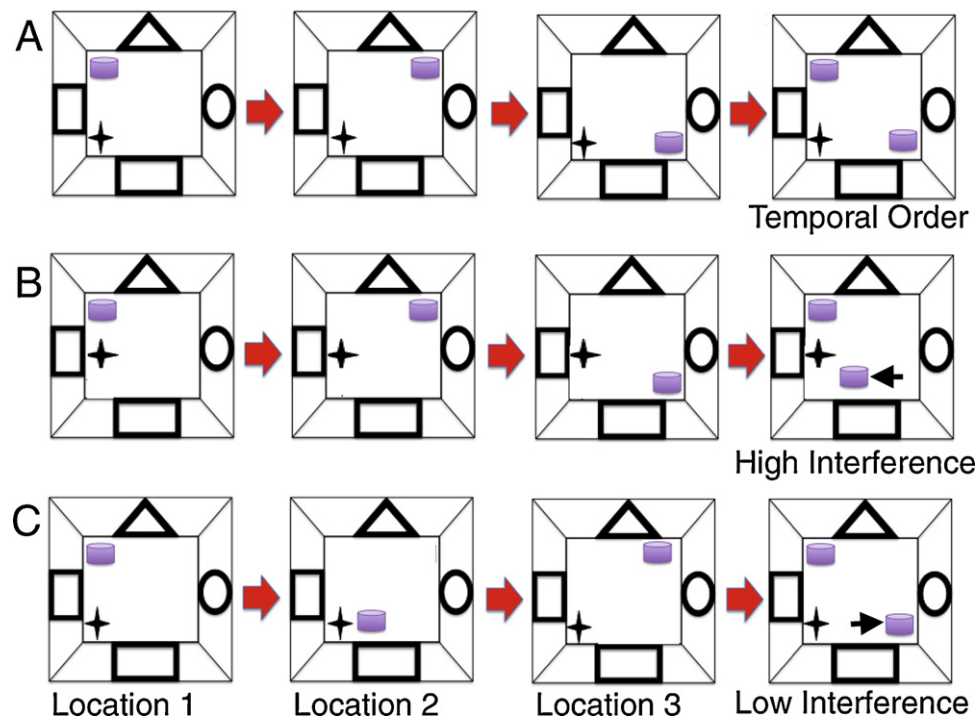 A
Temporal Order
B
High Interference
C
Location 1 Location 2 Location 3 Low Interference